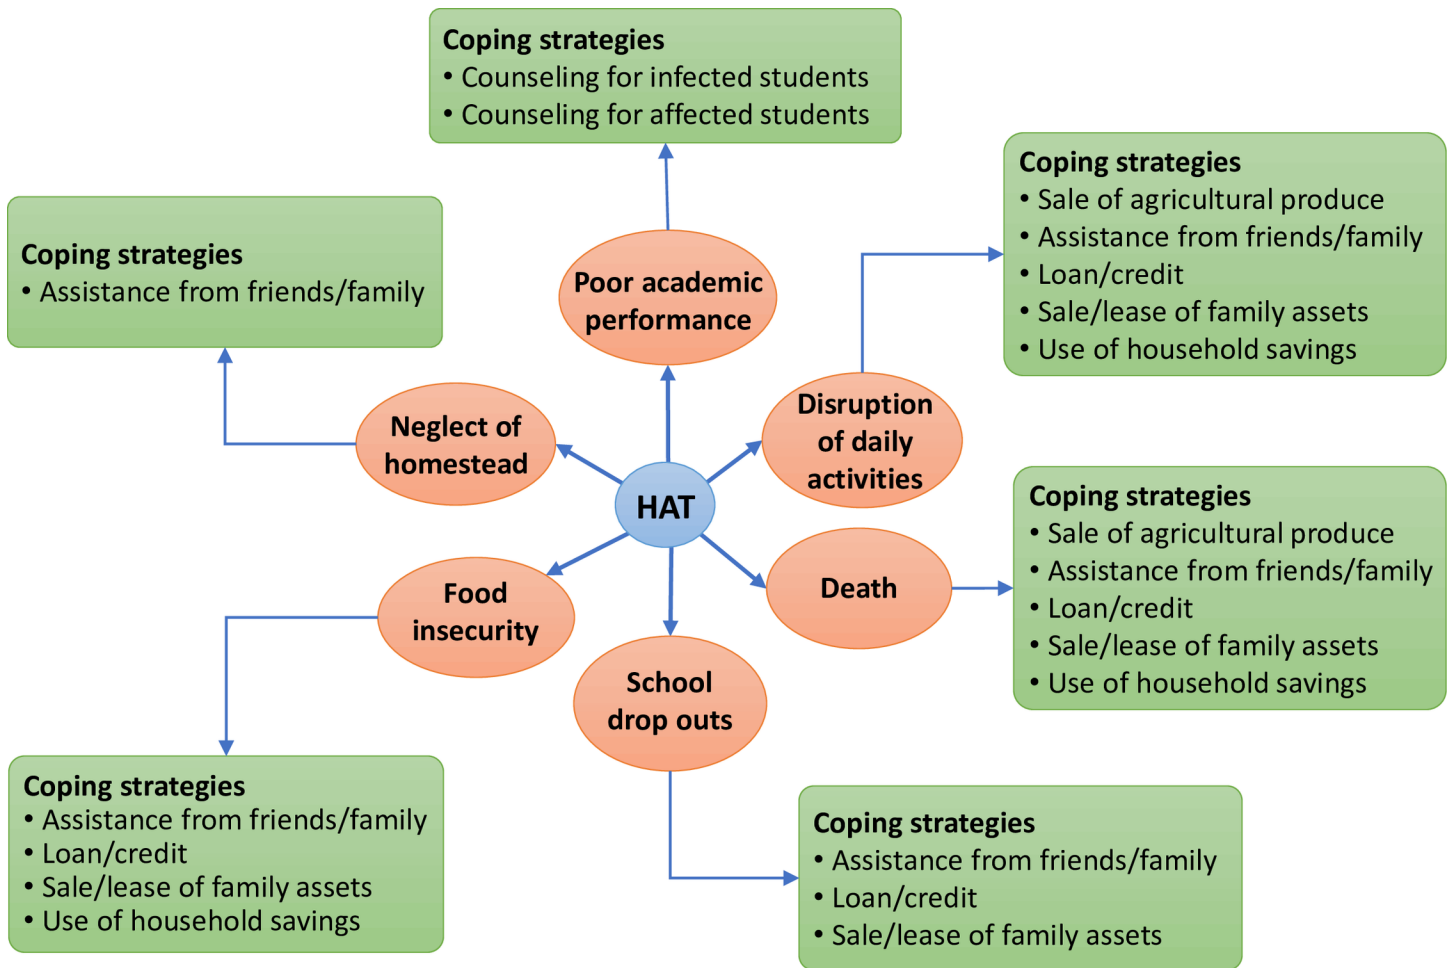 Coping strategies
• Counseling for infected students
• Counseling for affected students
Coping strategies
• Sale of agricultural produce
• Assistance from friends/family
• Loan/credit
• Sale/lease of family assets
• Use of household savings
Coping strategies
• Assistance from friends/family
Poor academic
performance
Disruption
of daily
activities
Neglect of
homestead
HAT
Coping strategies
• Sale of agricultural produce
• Assistance from friends/family
• Loan/credit
• Sale/lease of family assets
• Use of household savings
Death
Food
insecurity
School
drop outs
Coping strategies
• Assistance from friends/family
• Loan/credit
• Sale/lease of family assets
• Use of household savings
Coping strategies
• Assistance from friends/family
• Loan/credit
• Sale/lease of family assets